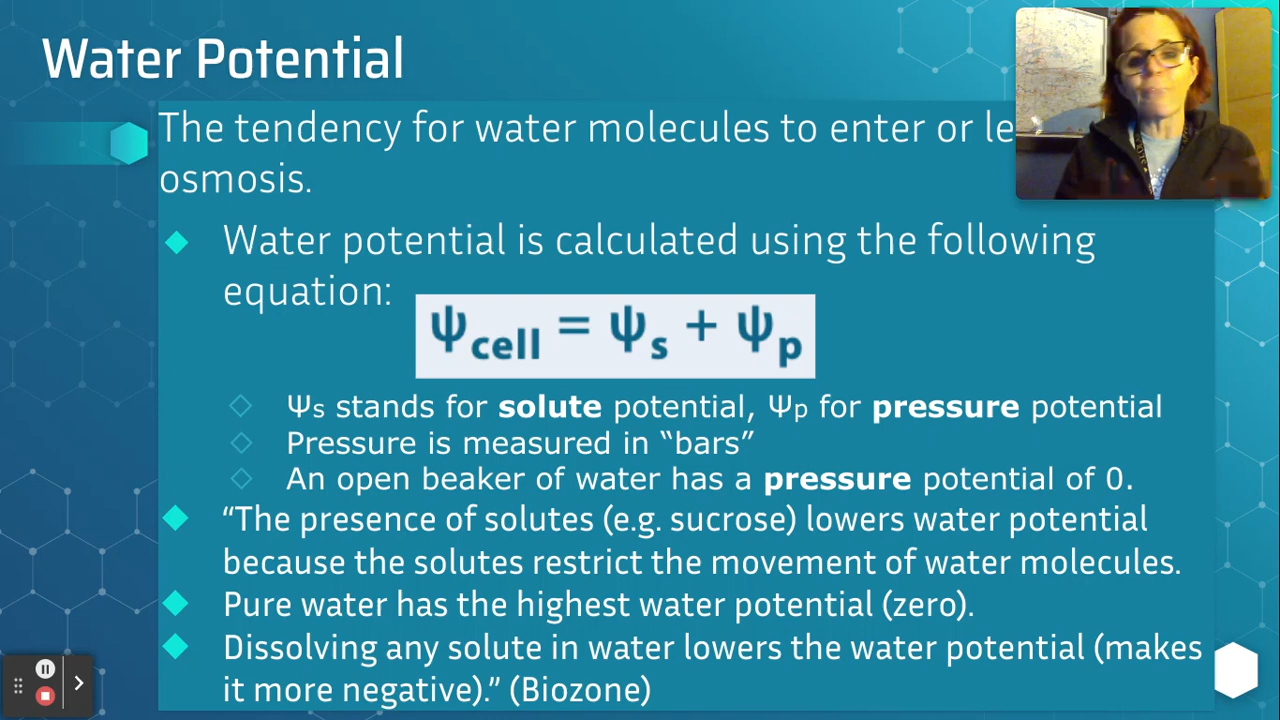 Water Potential
The tendency for water molecules to enter or le
osmosis.
Water potential is calculated using the following
equation:
Ψcell = Ψs + Ψp
Ψs stands for solute potential, Ψp for pressure potential
Pressure is measured in “bars”
An open beaker of water has a pressure potential of 0.
“The presence of solutes (e.g. sucrose) lowers water potential
because the solutes restrict the movement of water molecules.
Pure water has the highest water potential (zero).
Dissolving any solute in water lowers the water potential (makes
it more negative).” (Biozone)